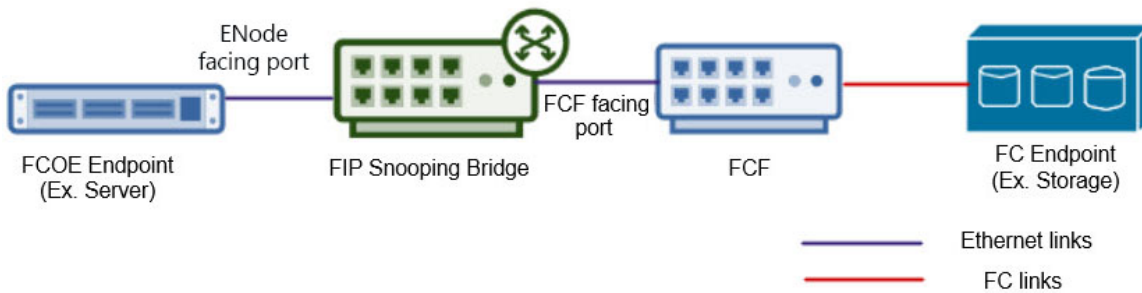 ENode
facing port
FCF facing
port
FCOE Endpoint
(Ex. Server)
FIP Snooping Bridge
FCF
FC Endpoint
(Ex. Storage)
Ethernet links
FC links